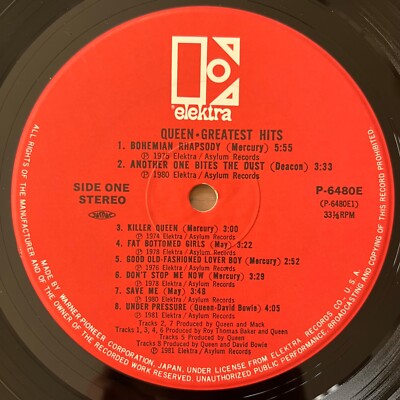 elektra
QUEEN·GREATEST HITS
1. BOHEMIAN RHAPSODY (Mercury) 5:55
Ⓟ 1975 Elektra / Asylum Records
2. ANOTHER ONE BITES THE DUST (Deacon) 3:33
Ⓟ 1980 Elektra / Asylum Records
SIDE ONE
STEREO
P-6480E
(P-6480E1)
33⅓RPM
3. KILLER QUEEN (Mercury) 3:00
Ⓟ 1974 Elektra / Asylum Records
4. FAT BOTTOMED GIRLS (May) 3:22
Ⓟ 1978 Elektra / Asylum Records
5. GOOD OLD-FASHIONED LOVER BOY (Mercury) 2:52
Ⓟ 1976 Elektra / Asylum Records
6. DON'T STOP ME NOW (Mercury) 3:29
Ⓟ 1978 Elektra / Asylum Records
7. SAVE ME (May) 3:48
Ⓟ 1980 Elektra / Asylum Records
8. UNDER PRESSURE (Queen-David Bowie) 4:05
Ⓟ 1981 Elektra / Asylum Records
Tracks 2, 7 Produced by Queen and Mack
Tracks 1, 3, 4, 6 Produced by Roy Thomas Baker and Queen
Tracks 5 Produced by Queen
Tracks 8 Produced by Queen and David Bowie
Ⓟ 1981 Elektra / Asylum Records
ALL RIGHTS OF THE MANUFACTURER AND OF THE OWNER OF THE RECORDED WORK RESERVED. UNAUTHORIZED PUBLIC PERFORMANCE, BROADCASTING AND COPYING OF THIS RECORD PROHIBITED.
MADE BY WARNER-PIONEER CORPORATION, JAPAN, UNDER LICENSE FROM ELEKTRA RECORDS CO., U.S.A.